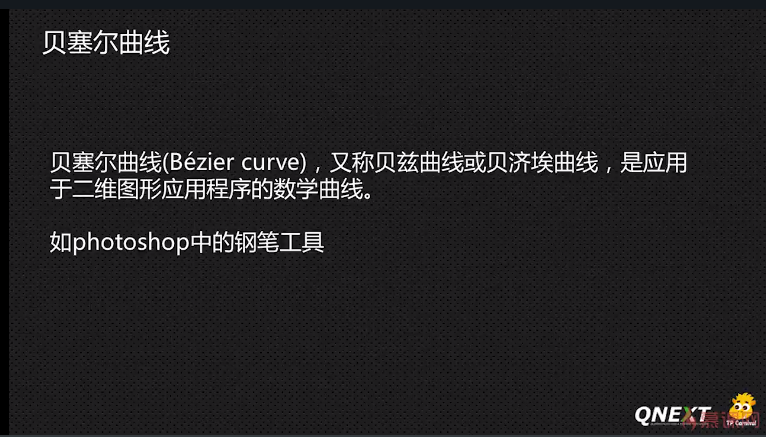 贝塞尔曲线
贝塞尔曲线(Bézier curve)，又称贝兹曲线或贝济埃曲线，是应用
于二维图形应用程序的数学曲线。
如photoshop中的钢笔工具
QNEXT
TP Carnival